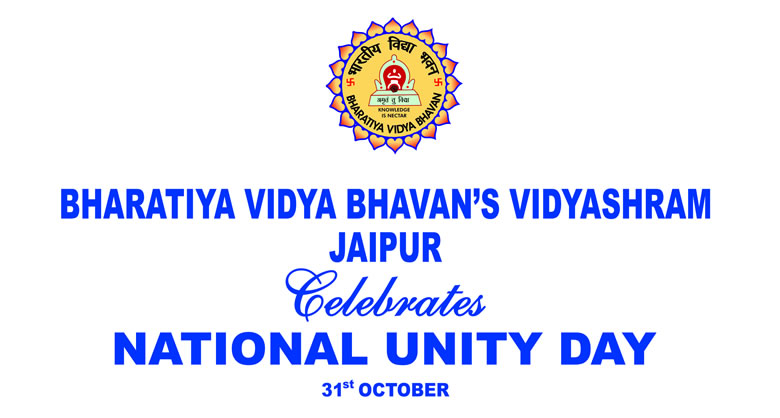 भारतीय विद्या भवन
अमृतं तु विद्या
KNOWLEDGE
IS NECTAR
BHARATIYA VIDYA BHAVAN
BHARATIYA VIDYA BHAVAN'S VIDYASHRAM
JAIPUR
Celebrates
NATIONAL UNITY DAY
31st OCTOBER